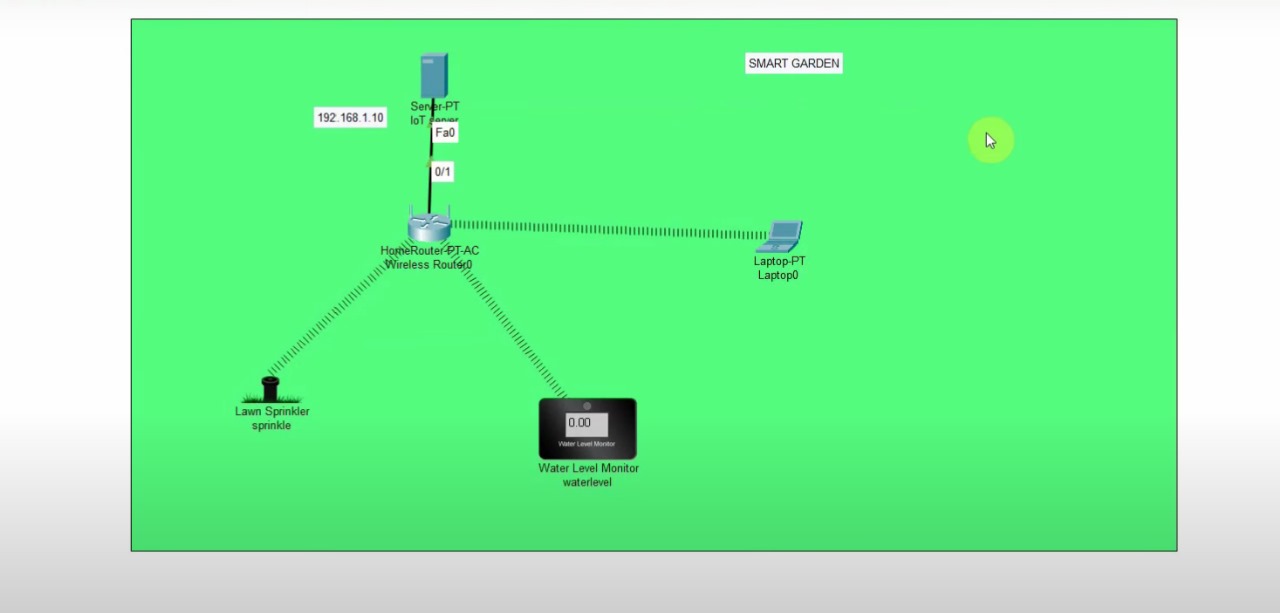 SMART GARDEN
Server-PT
IoT server
192.168.1.10
Fa0
0/1
HomeRouter-PT-AC
Wireless Router0
Laptop-PT
Laptop0
Lawn Sprinkler
sprinkle
0.00
Water Level Monitor
Water Level Monitor
waterlevel